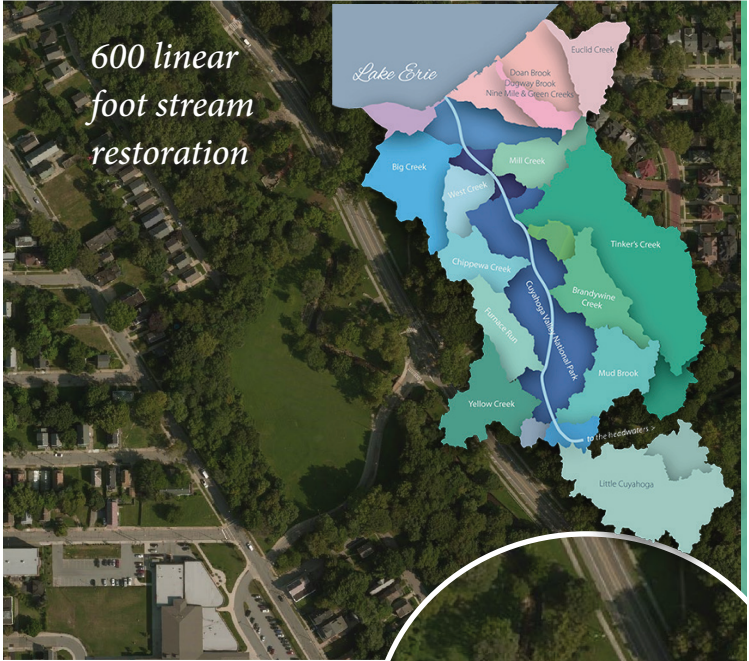 600 linear
foot stream
restoration
Lake Erie
Euclid Creek
Doan Brook
Dugway Brook
Nine Mile & Green Creeks
Big Creek
Mill Creek
West Creek
Tinker's Creek
Chippewa Creek
Brandywine
Creek
Furnace Run
Cuyahoga Valley National Park
Mud Brook
Yellow Creek
to the headwaters >
Little Cuyahoga